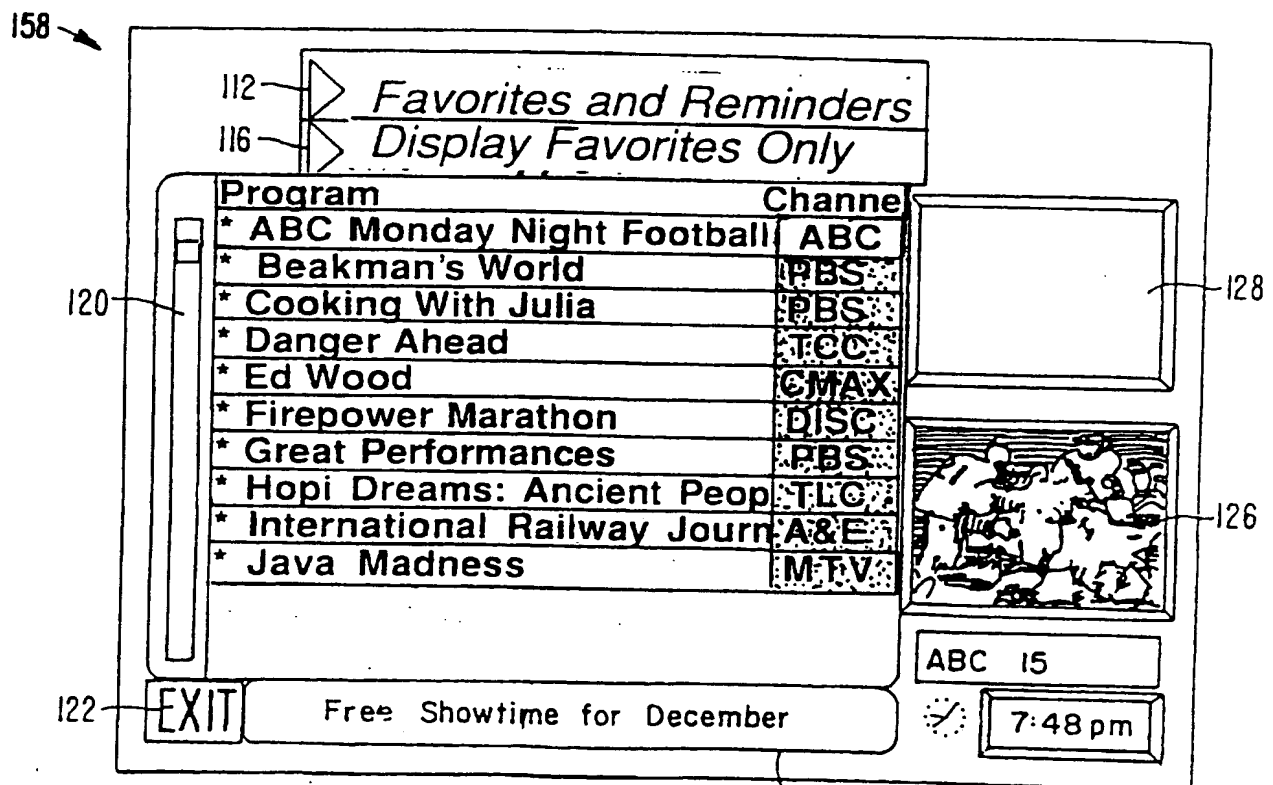 158
112
Favorites and Reminders
116
Display Favorites Only
Program Channe
* ABC Monday Night Football ABC
* Beakman's World PBS
* Cooking With Julia PBS
* Danger Ahead TCC
* Ed Wood CMAX
* Firepower Marathon DISC
* Great Performances PBS
* Hopi Dreams: Ancient Peop TLC
* International Railway Journ A&E
* Java Madness MTV
120
128
126
ABC 15
122
EXIT
Free Showtime for December
7:48 pm